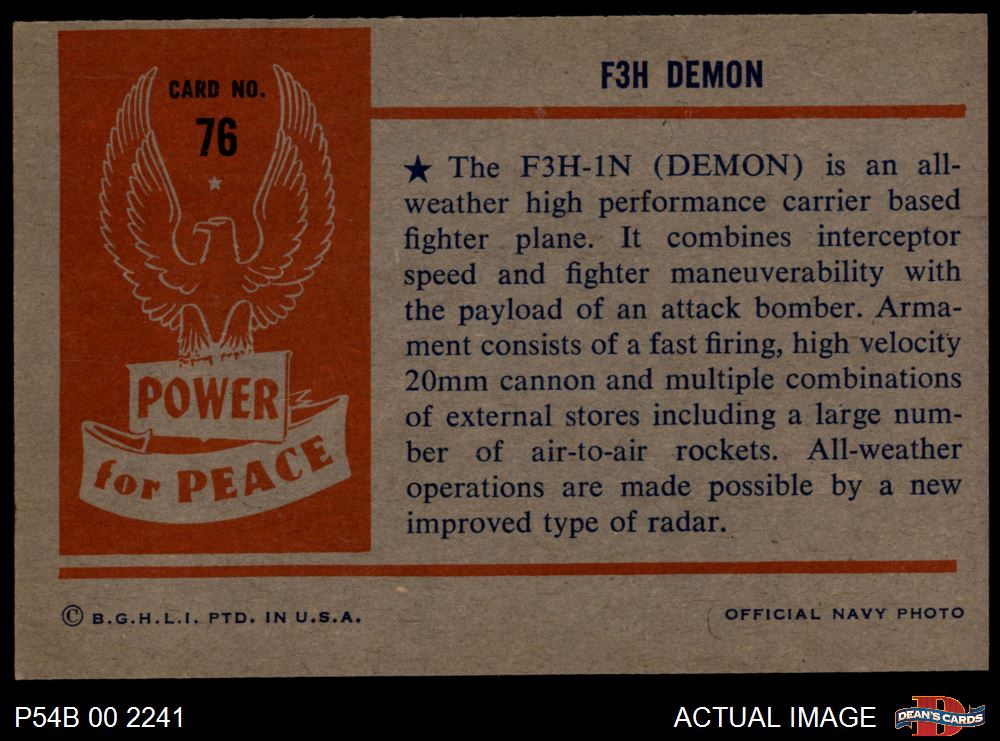 CARD NO.
76
POWER
for PEACE
F3H DEMON
★ The F3H-1N (DEMON) is an all-
weather high performance carrier based
fighter plane. It combines interceptor
speed and fighter maneuverability with
the payload of an attack bomber. Arma-
ment consists of a fast firing, high velocity
20mm cannon and multiple combinations
of external stores including a large num-
ber of air-to-air rockets. All-weather
operations are made possible by a new
improved type of radar.
© B.G.H.L.I. PTD. IN U.S.A.
OFFICIAL NAVY PHOTO
P54B 00 2241
ACTUAL IMAGE
D
DEAN'S CARDS